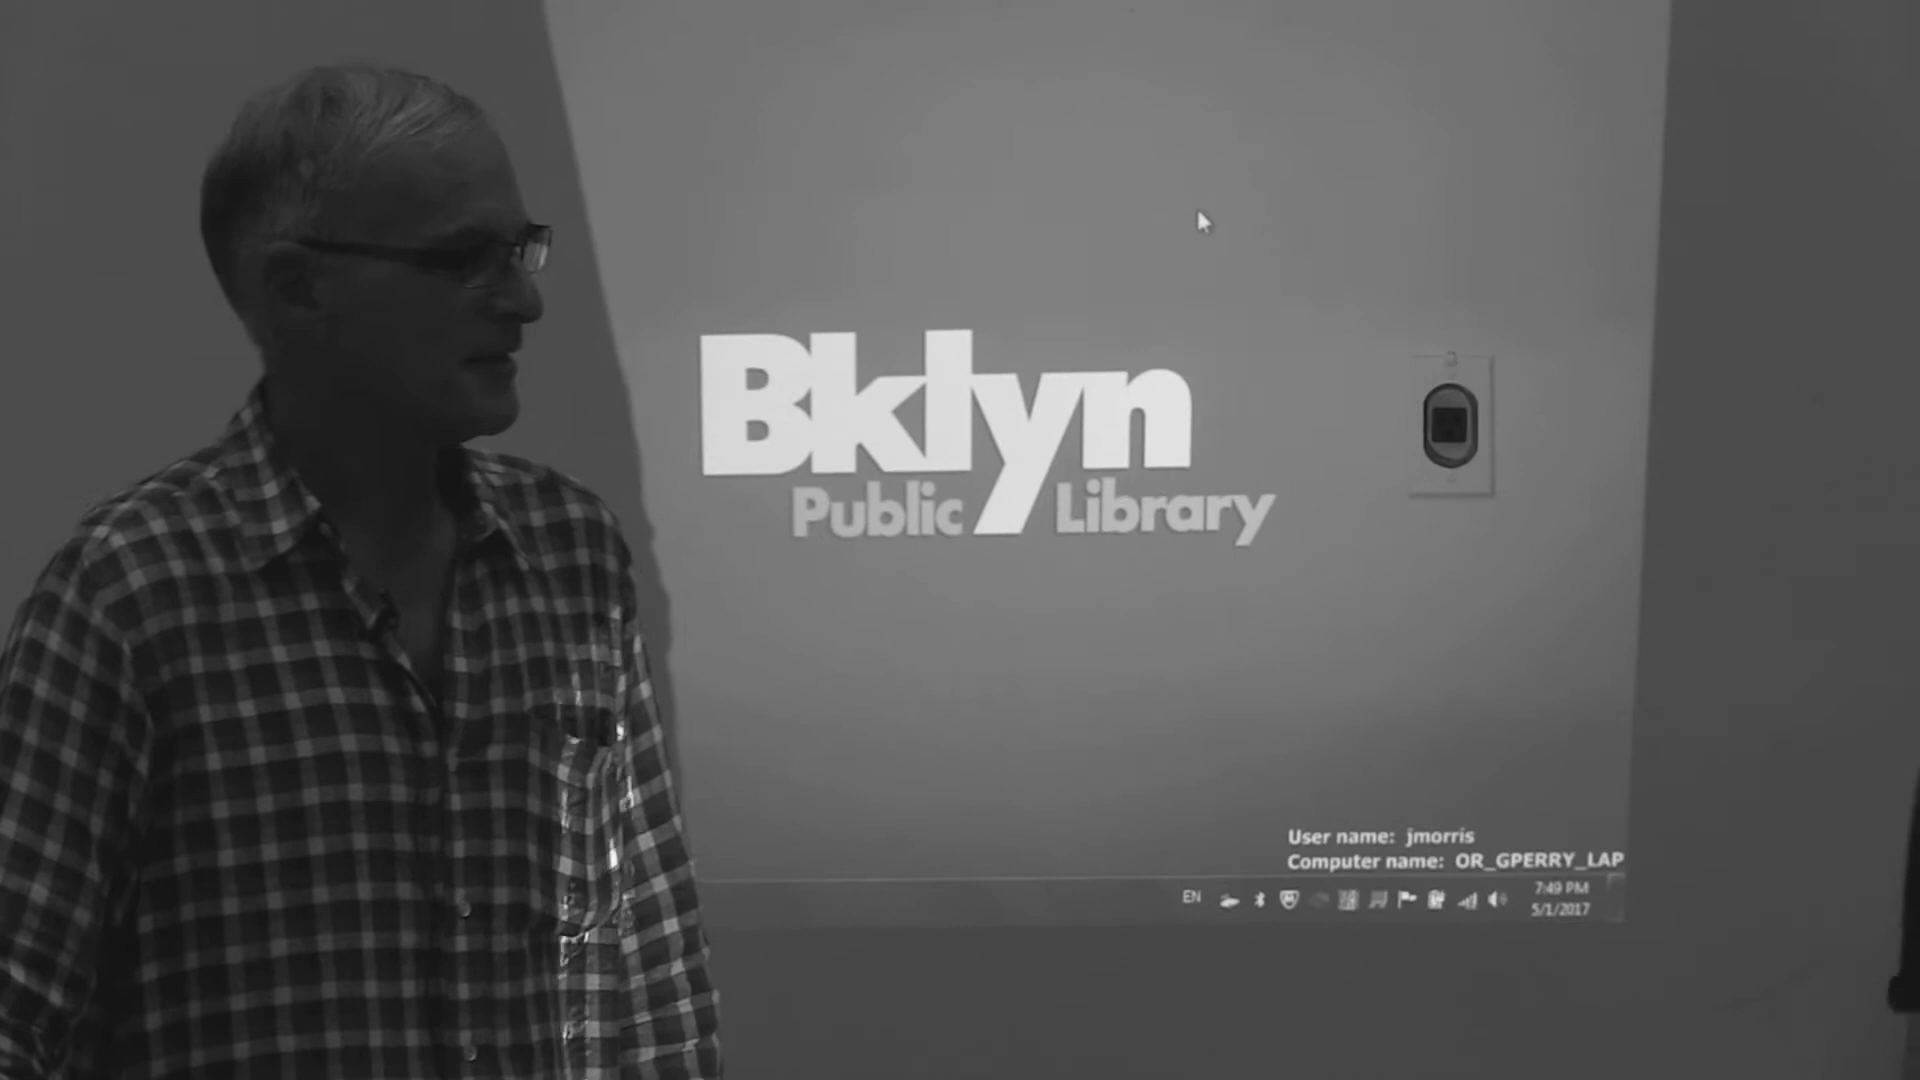 Bklyn
Public Library
User name: jmorris
Computer name: OR_GPERRY_LAP
EN
7:49 PM
5/1/2017